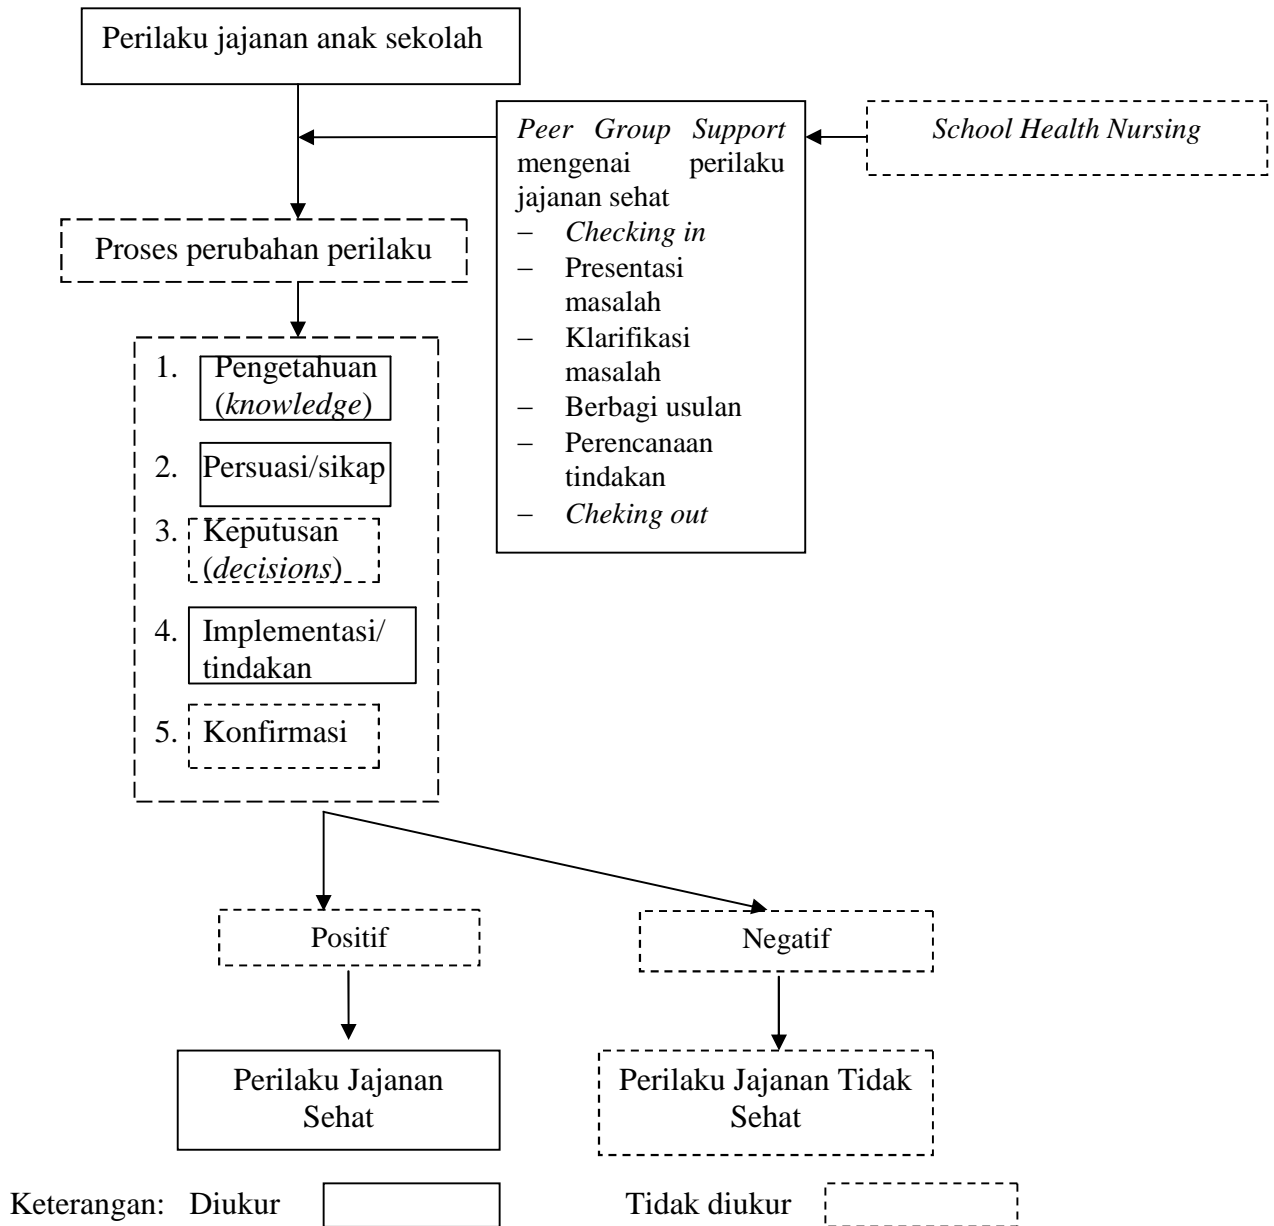 Perilaku jajanan anak sekolah
Peer Group Support
mengenai perilaku
jajanan sehat
– Checking in
– Presentasi
masalah
– Klarifikasi
masalah
– Berbagi usulan
– Perencanaan
tindakan
– Cheking out
School Health Nursing
Proses perubahan perilaku
1. Pengetahuan
(knowledge)
2. Persuasi/sikap
3. Keputusan
(decisions)
4. Implementasi/
tindakan
5. Konfirmasi
Positif
Negatif
Perilaku Jajanan
Sehat
Perilaku Jajanan Tidak
Sehat
Keterangan: Diukur Tidak diukur